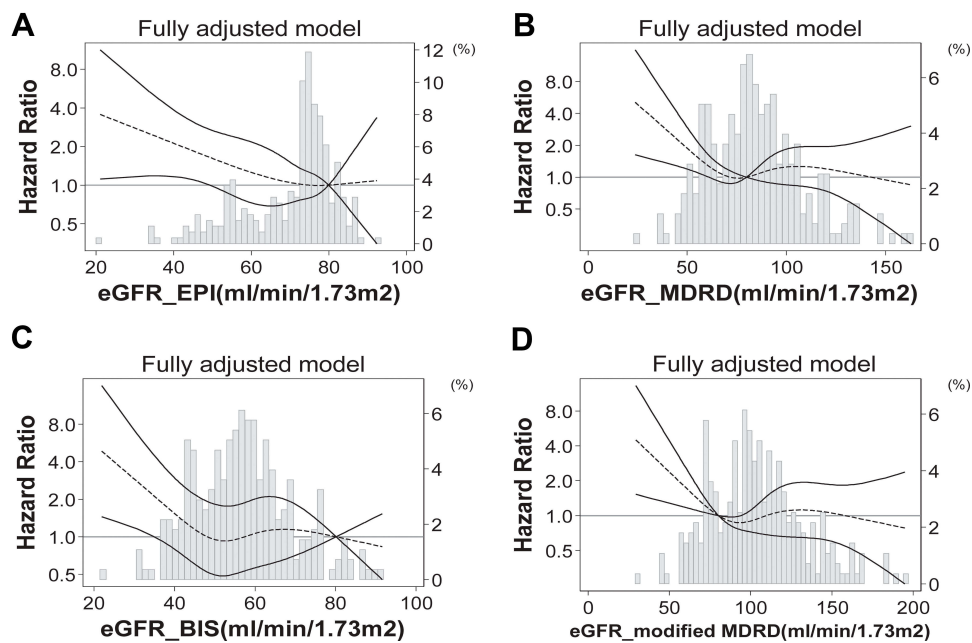 A
Fully adjusted model
Hazard Ratio
8.0
4.0
2.0
1.0
0.5
12 (%)
10
8
6
4
2
0
20 40 60 80 100
eGFR_EPI(ml/min/1.73m2)
B
Fully adjusted model
Hazard Ratio
8.0
4.0
2.0
1.0
0.5
(%)
6
4
2
0
0 50 100 150
eGFR_MDRD(ml/min/1.73m2)
C
Fully adjusted model
Hazard Ratio
8.0
4.0
2.0
1.0
0.5
(%)
6
4
2
0
20 40 60 80 100
eGFR_BIS(ml/min/1.73m2)
D
Fully adjusted model
Hazard Ratio
8.0
4.0
2.0
1.0
0.5
(%)
6
4
2
0
0 50 100 150 200
eGFR_modified MDRD(ml/min/1.73m2)